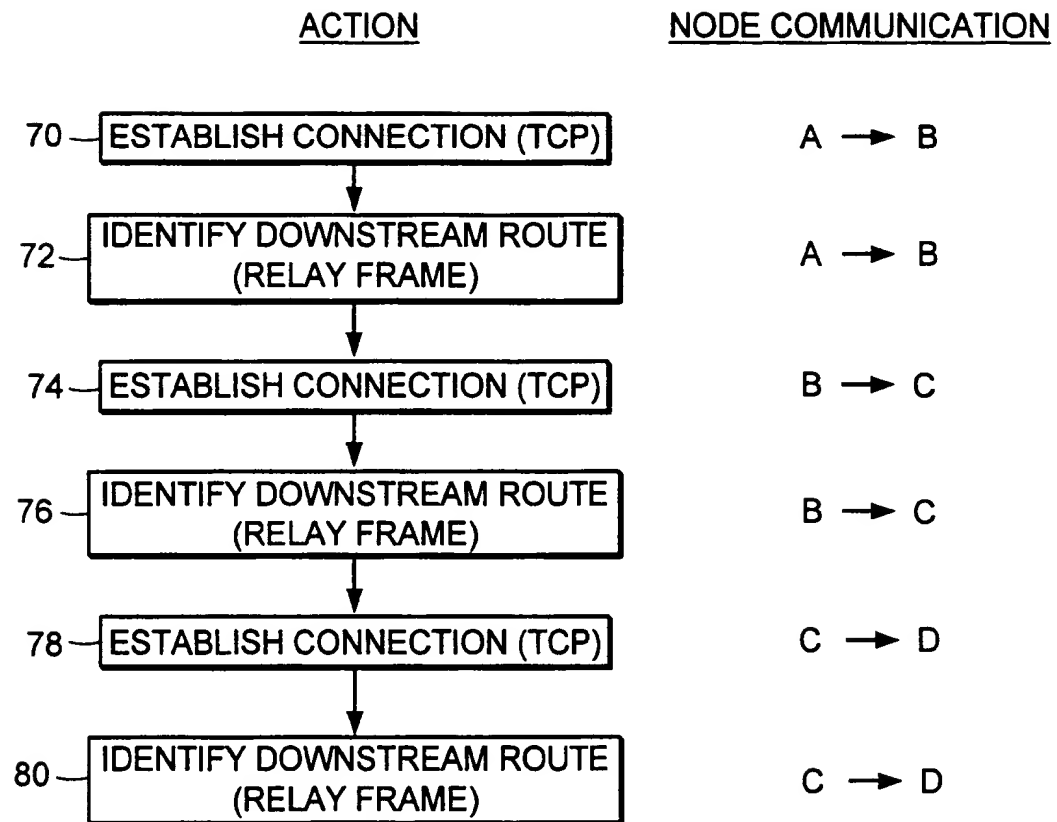 ACTION NODE COMMUNICATION
70 ESTABLISH CONNECTION (TCP) A → B
72 IDENTIFY DOWNSTREAM ROUTE
(RELAY FRAME) A → B
74 ESTABLISH CONNECTION (TCP) B → C
76 IDENTIFY DOWNSTREAM ROUTE
(RELAY FRAME) B → C
78 ESTABLISH CONNECTION (TCP) C → D
80 IDENTIFY DOWNSTREAM ROUTE
(RELAY FRAME) C → D